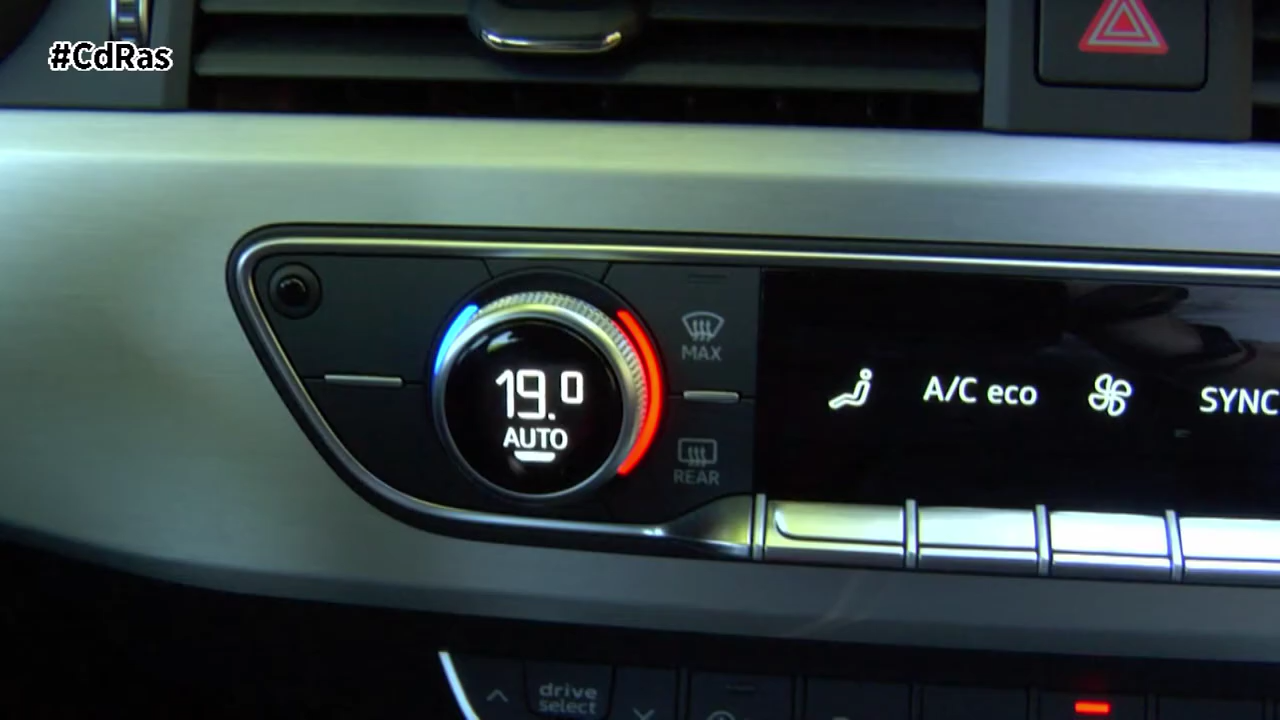 #CdRas
MAX
19.0
AUTO
A/C eco
SYNC
REAR
drive
select